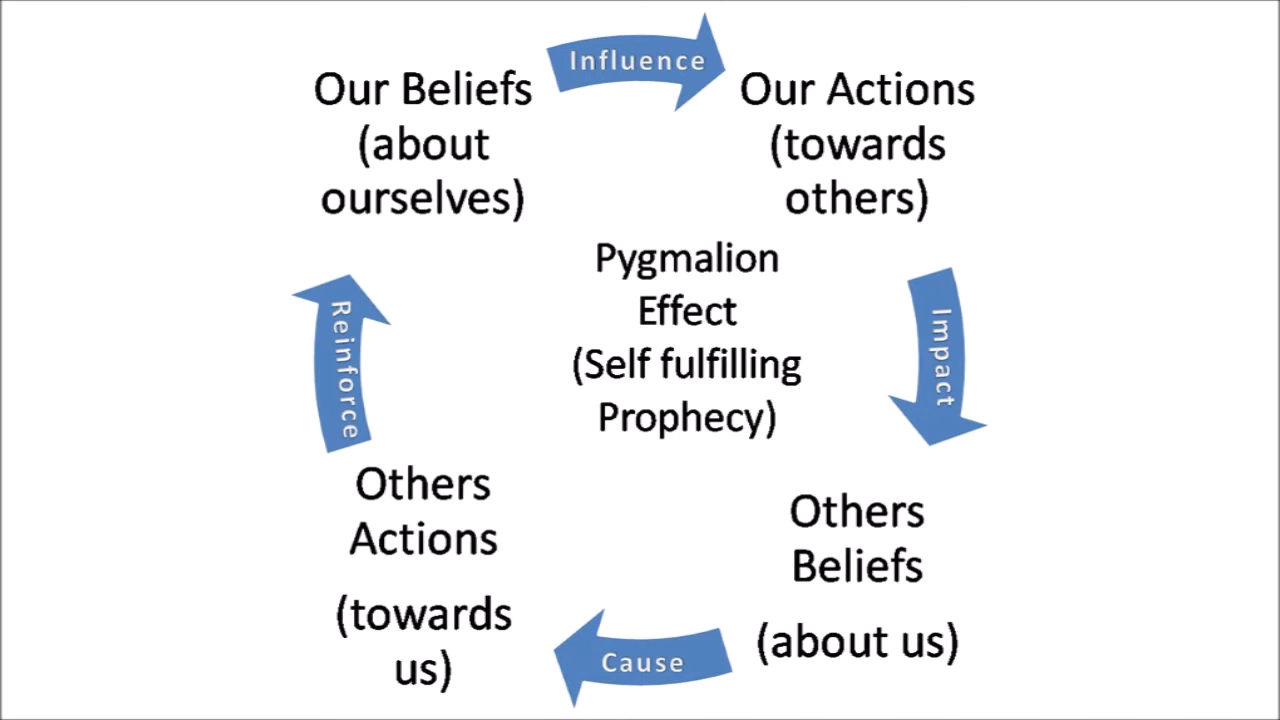 Influence
Our Beliefs
(about
ourselves)
Our Actions
(towards
others)
Pygmalion
Effect
(Self fulfilling
Prophecy)
Impact
Others
Beliefs
(about us)
Cause
Others
Actions
(towards
us)
Reinforce